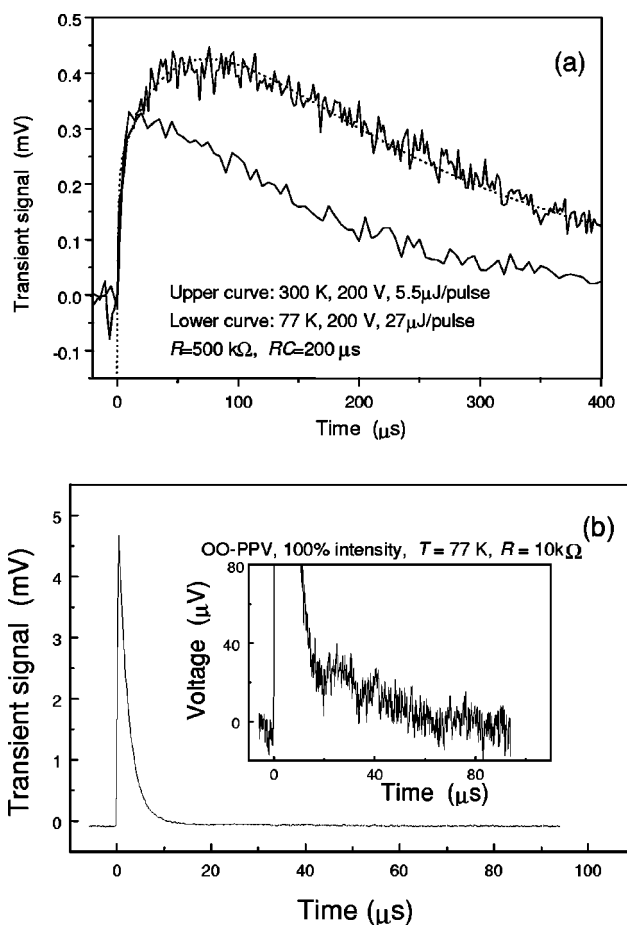 0.5
(a)
0.4
0.3
0.2
0.1
0.0
-0.1
Transient signal (mV)
Upper curve: 300 K, 200 V, 5.5μJ/pulse
Lower curve: 77 K, 200 V, 27μJ/pulse
R=500 kΩ, RC=200 μs
0 100 200 300 400
Time (μs)
(b)
5
4
3
2
1
0
Transient signal (mV)
OO-PPV, 100% intensity, T = 77 K, R = 10kΩ
80
40
0
Voltage (μV)
0 40 80
Time (μs)
0 20 40 60 80 100
Time (μs)